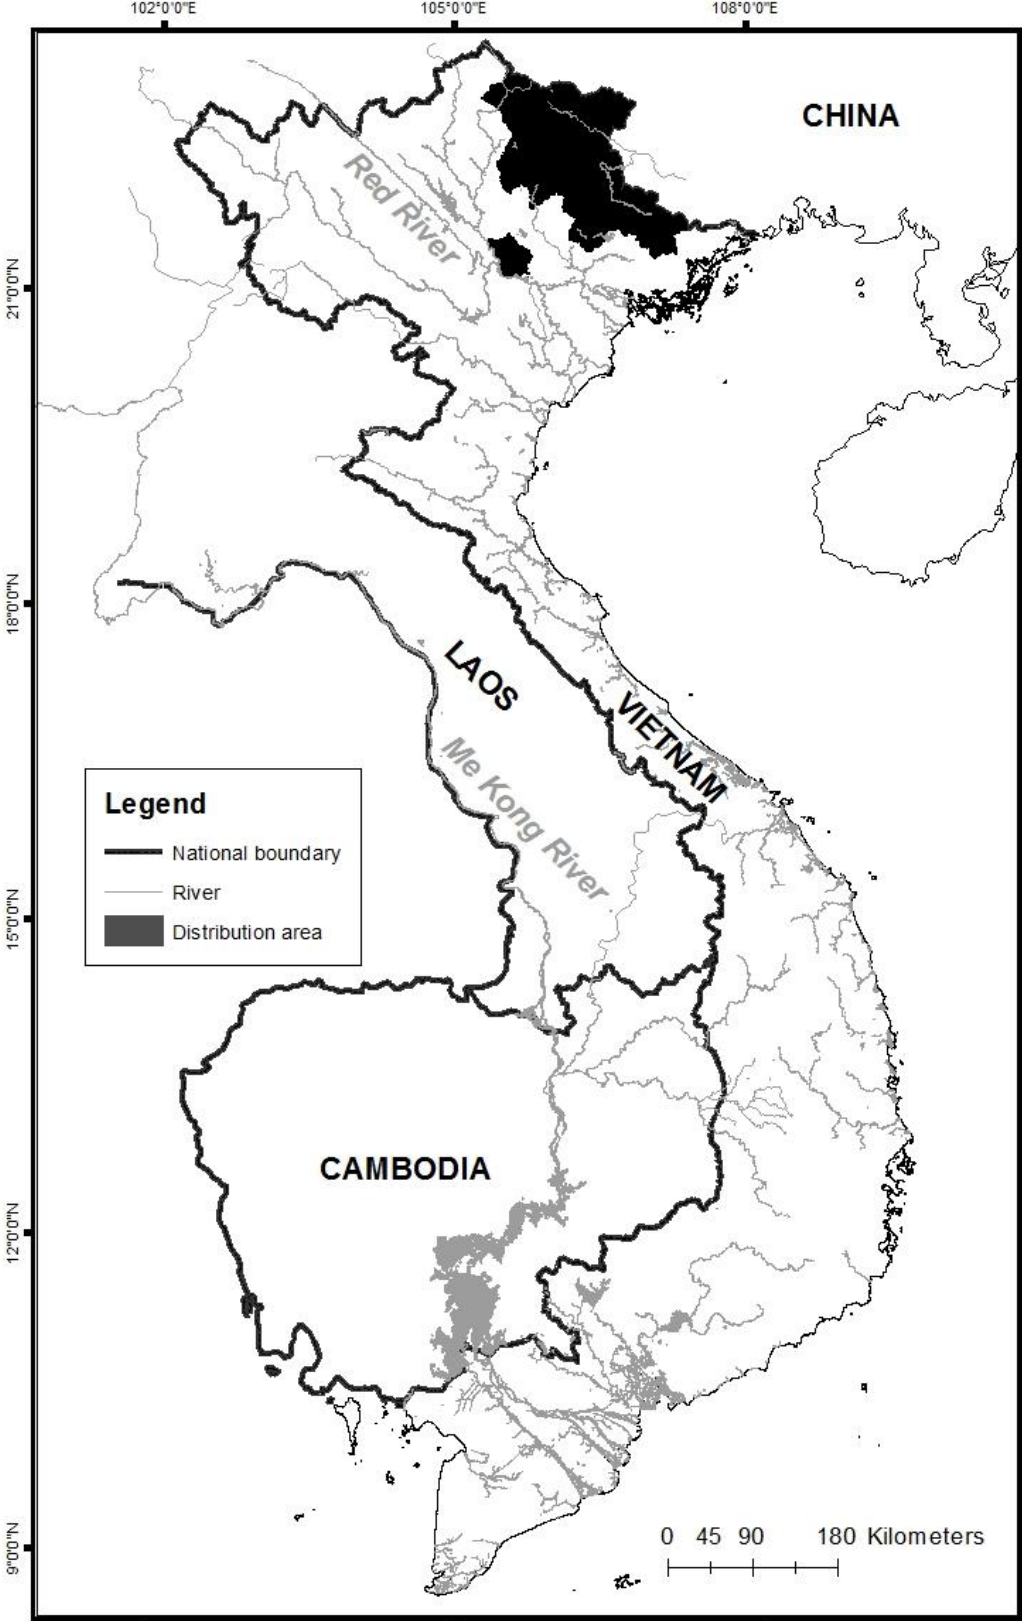 102°0'0"E 105°0'0"E 108°0'0"E
CHINA
Red River
21°0'0"N
18°0'0"N
LAOS
VIETNAM
Me Kong River
Legend
National boundary
River
Distribution area
15°0'0"N
CAMBODIA
12°0'0"N
9°0'0"N
0 45 90 180 Kilometers